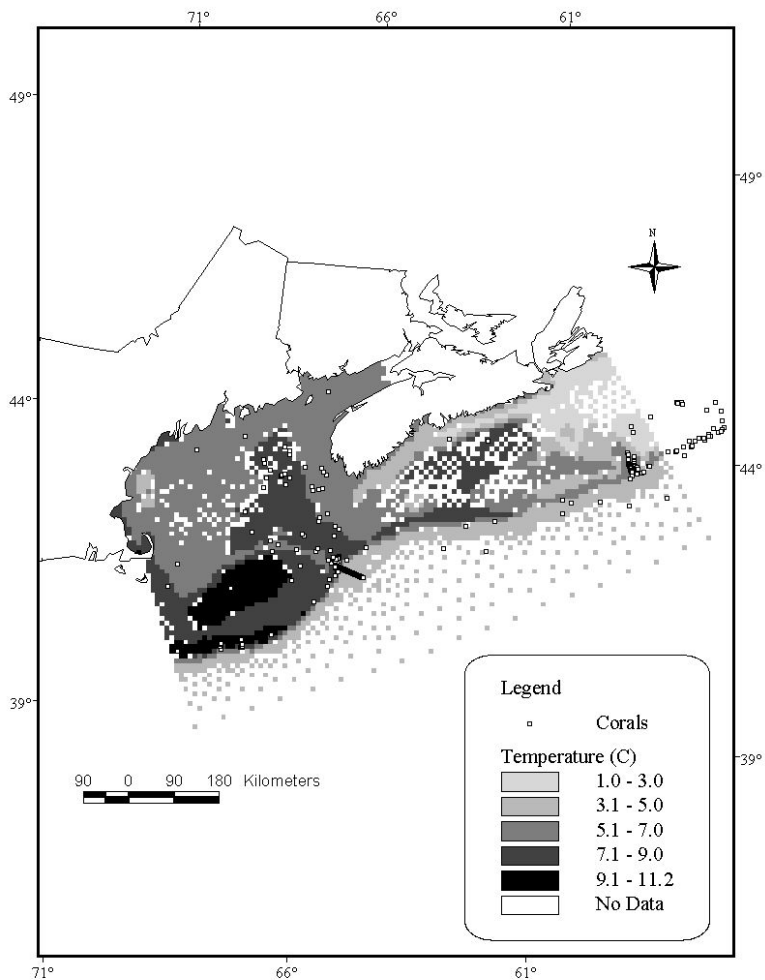 71° 66° 61°
49°
49°
N
44°
44°
39°
39°
Legend
Corals
Temperature (C)
1.0 - 3.0
3.1 - 5.0
5.1 - 7.0
7.1 - 9.0
9.1 - 11.2
No Data
90 0 90 180 Kilometers
71° 66° 61°